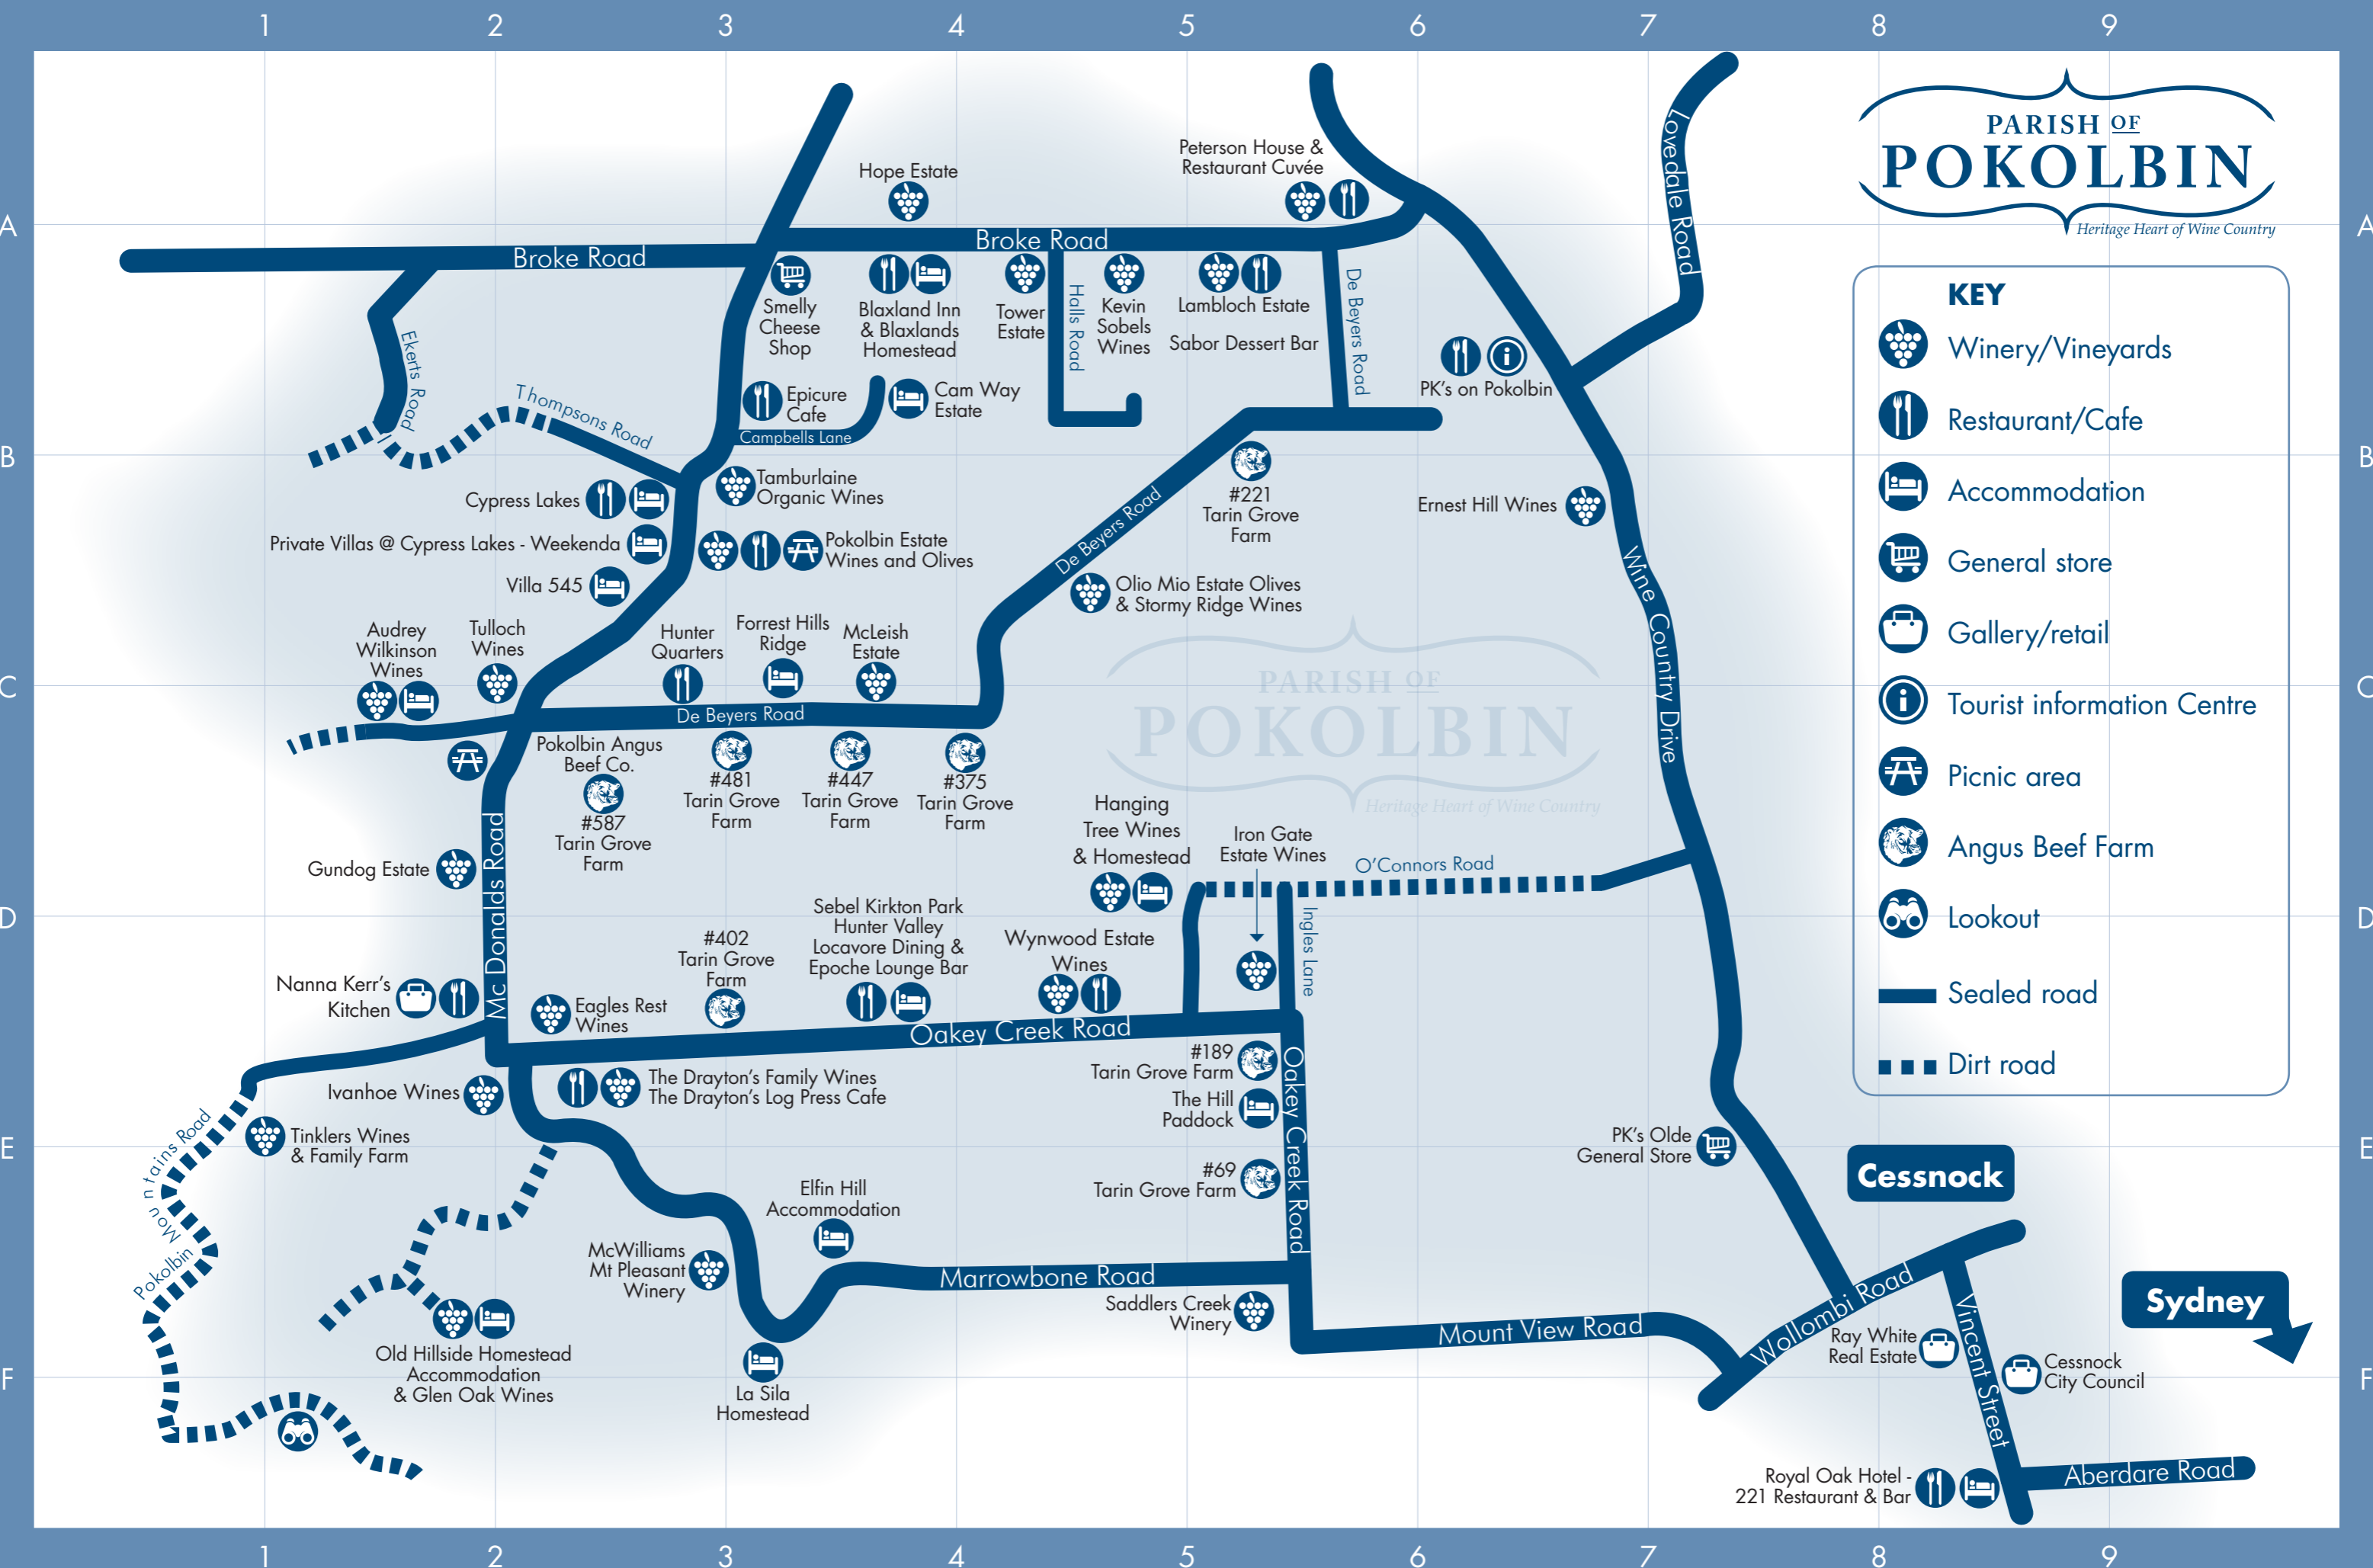 1 2 3 4 5 6 7 8 9
A
B
C
D
E
F
A
B
C
D
E
F
PARISH OF
POKOLBIN
Heritage Heart of Wine Country
KEY
Winery/Vineyards
Restaurant/Cafe
Accommodation
General store
Gallery/retail
Tourist information Centre
Picnic area
Angus Beef Farm
Lookout
Sealed road
Dirt road
Hope Estate
Peterson House &
Restaurant Cuvée
Lovedale Road
Broke Road
Broke Road
Smelly
Cheese
Shop
Blaxland Inn
& Blaxlands
Homestead
Tower
Estate
Halls Road
Kevin
Sobels
Wines
Lambloch Estate
Sabor Dessert Bar
De Beyers Road
PK's on Pokolbin
Ekerts Road
Thompsons Road
Epicure
Cafe
Campbells Lane
Cam Way
Estate
Tamburlaine
Organic Wines
Cypress Lakes
Private Villas @ Cypress Lakes - Weekenda
Villa 545
Pokolbin Estate
Wines and Olives
De Beyers Road
#221
Tarin Grove
Farm
Ernest Hill Wines
Olio Mio Estate Olives
& Stormy Ridge Wines
Wine Country Drive
Audrey
Wilkinson
Wines
Tulloch
Wines
Hunter
Quarters
Forrest Hills
Ridge
McLeish
Estate
De Beyers Road
PARISH OF
POKOLBIN
Heritage Heart of Wine Country
Pokolbin Angus
Beef Co.
#587
Tarin Grove
Farm
#481
Tarin Grove
Farm
#447
Tarin Grove
Farm
#375
Tarin Grove
Farm
Gundog Estate
Mc Donalds Road
Hanging
Tree Wines
& Homestead
Iron Gate
Estate Wines
O'Connors Road
Ingles Lane
Sebel Kirkton Park
Hunter Valley
Locavore Dining &
Epoche Lounge Bar
#402
Tarin Grove
Farm
Wynwood Estate
Wines
Nanna Kerr's
Kitchen
Eagles Rest
Wines
Oakey Creek Road
Ivanhoe Wines
The Drayton's Family Wines
The Drayton's Log Press Cafe
#189
Tarin Grove Farm
The Hill
Paddock
Oakey Creek Road
#69
Tarin Grove Farm
PK's Olde
General Store
Tinklers Wines
& Family Farm
Pokolbin Mountains Road
Elfin Hill
Accommodation
McWilliams
Mt Pleasant
Winery
Marrowbone Road
Saddlers Creek
Winery
Mount View Road
Old Hillside Homestead
Accommodation
& Glen Oak Wines
La Sila
Homestead
Cessnock
Sydney
Wollombi Road
Vincent Street
Ray White
Real Estate
Cessnock
City Council
Royal Oak Hotel -
221 Restaurant & Bar
Aberdare Road
1 2 3 4 5 6 7 8 9